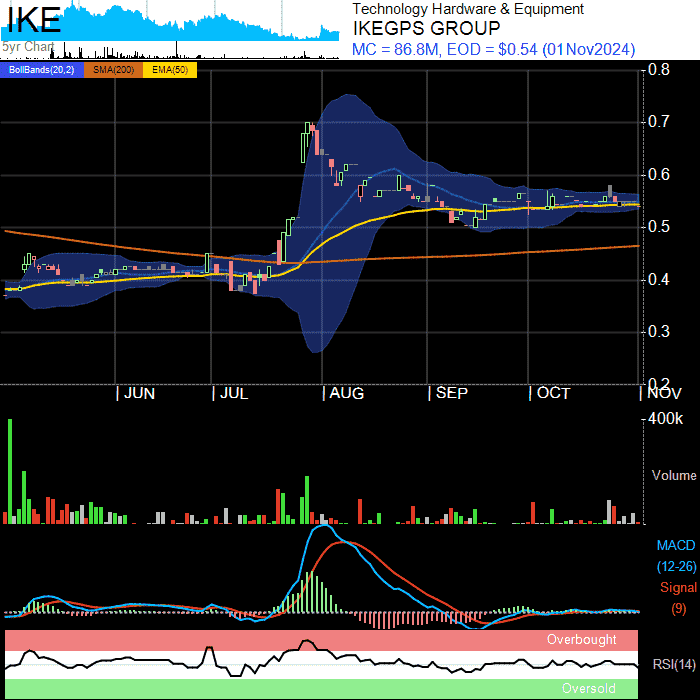 IKE
5yr Chart
Technology Hardware & Equipment
IKEGPS GROUP
MC = 86.8M, EOD = $0.54 (01Nov2024)
BollBands(20,2) SMA(200) EMA(50)
0.8
0.7
0.6
0.5
0.4
0.3
0.2
JUN JUL AUG SEP OCT NOV
400k
Volume
MACD
(12-26)
Signal
(9)
Overbought
RSI(14)
Oversold